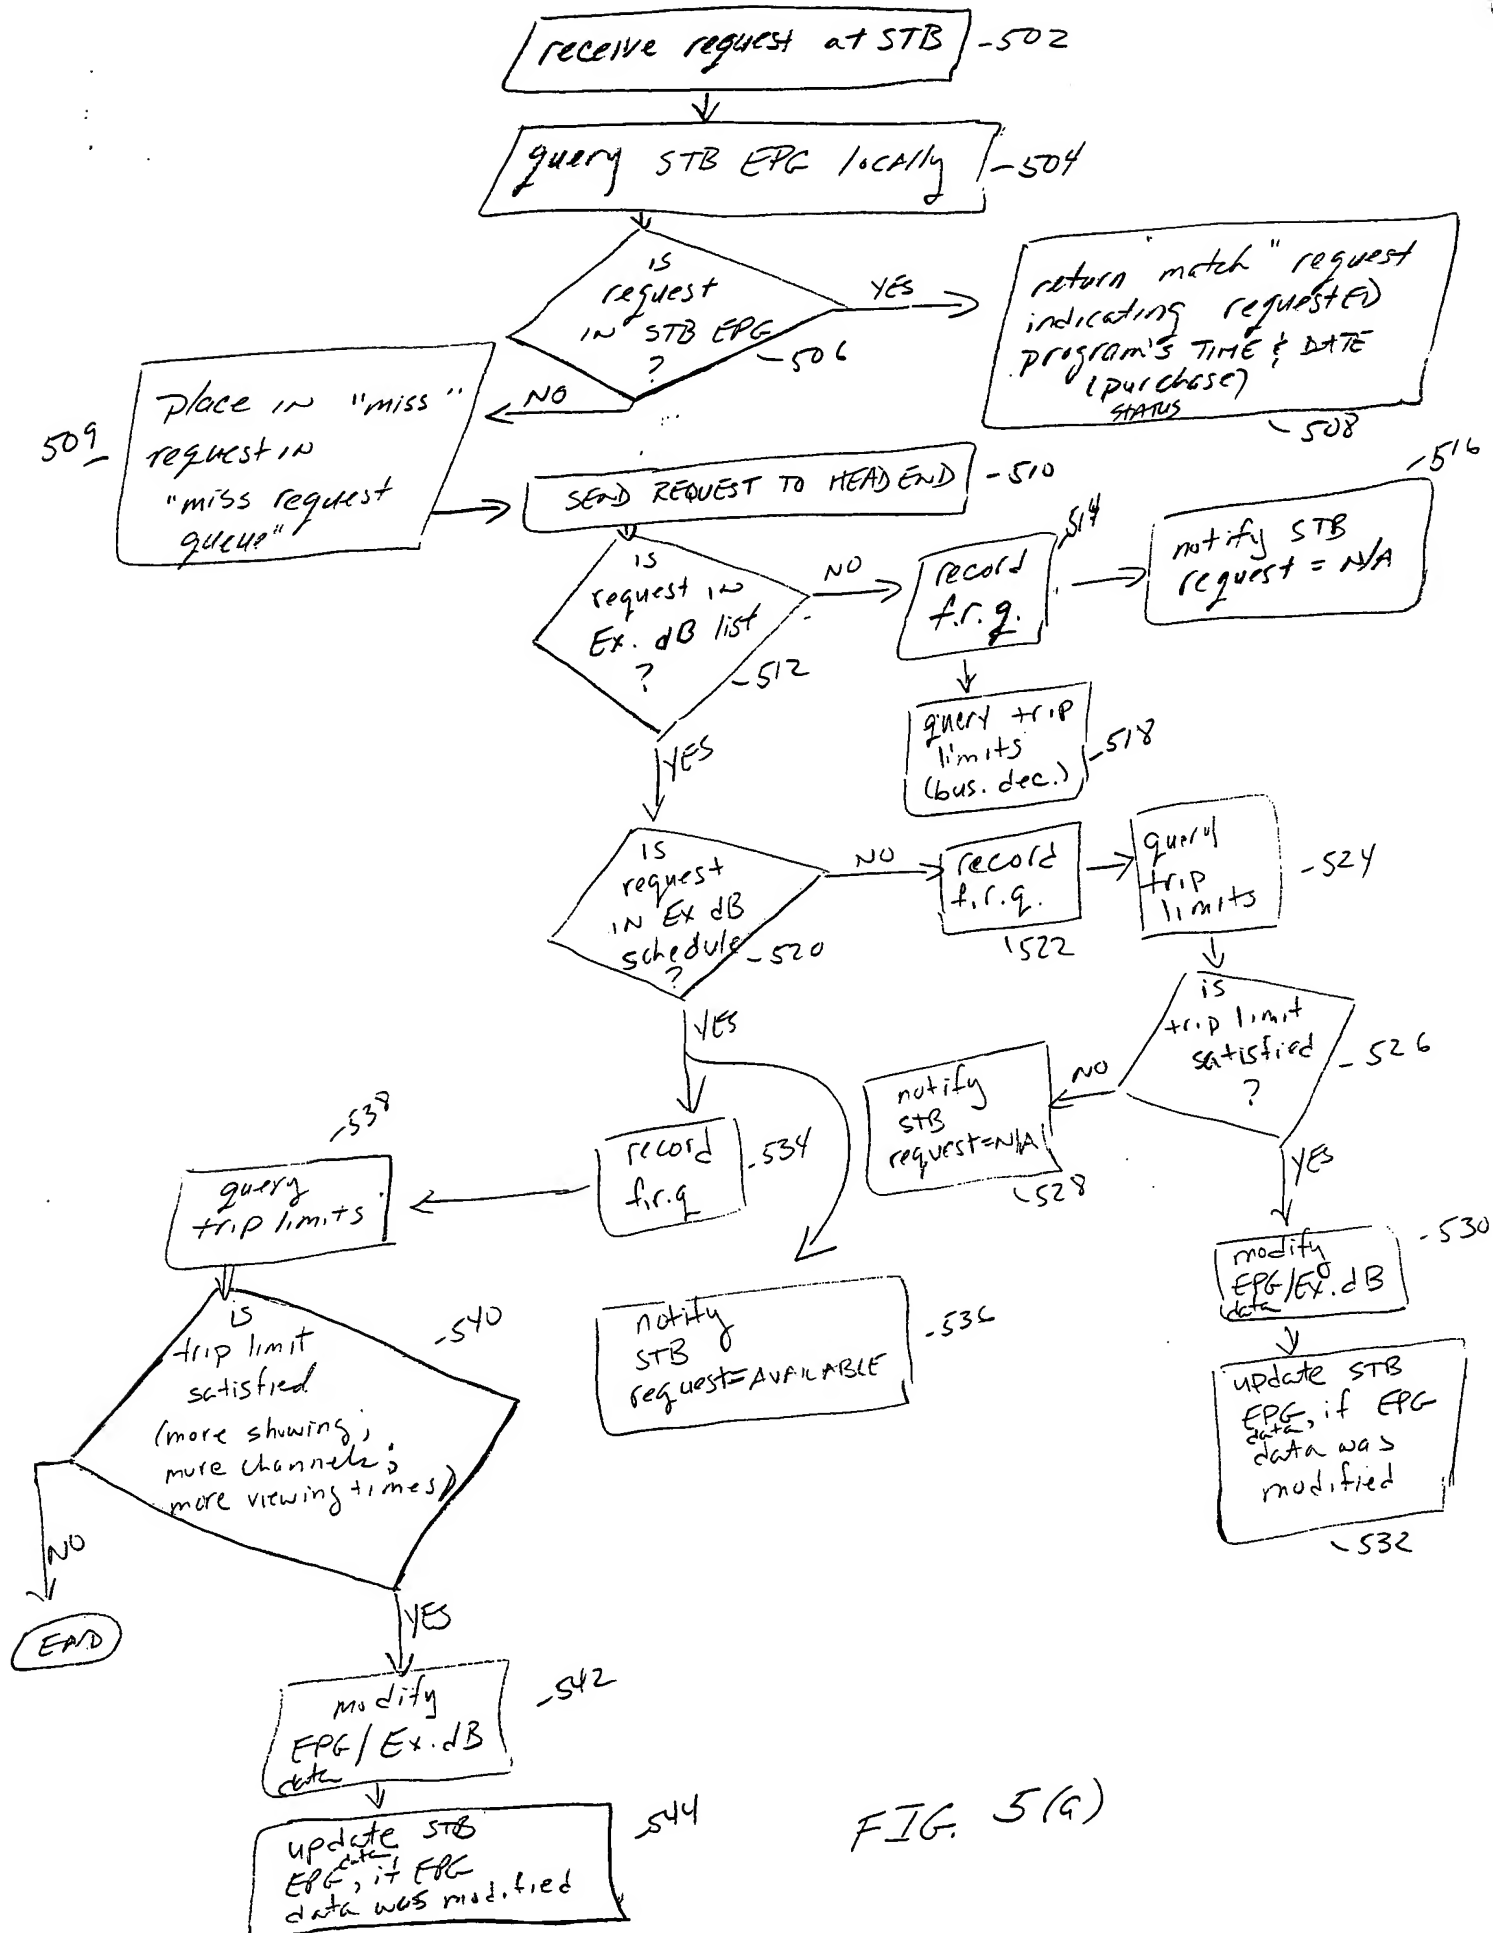 receive request at STB
-502
query STB EPG locally
-504
is
request
IN STB EPG
?
-506
YES
return "match" request
indicating requestED
program's TIME & DATE
(purchase)
STATUS
-508
NO
509
place in "miss"
request in
"miss request
queue"
SEND REQUEST TO HEADEND
-510
is
request in
Ex. dB list
?
-512
NO
record
f.r.q.
514
notify STB
request = N/A
-516
query trip
limits
(bus. dec.)
-518
YES
is
request
IN EX dB
schedule
?
-520
NO
record
f.r.q.
522
query
trip
limits
-524
is
trip limit
satisfied
?
-526
NO
notify
STB
request=N/A
-528
YES
modify
EPG/Ex.dB
data
-530
update STB
EPG, if EPG
data
data was
modified
-532
YES
record
f.r.q
-534
notify
STB
request=AVAILABLE
-536
query
trip limits
-538
is
trip limit
satisfied
(more showing;
more channels;
more viewing times)
-540
NO
END
YES
modify
EPG/Ex.dB
data
-542
update STB
data
EPG, if EPG
data was modified
544
FIG. 5(a)